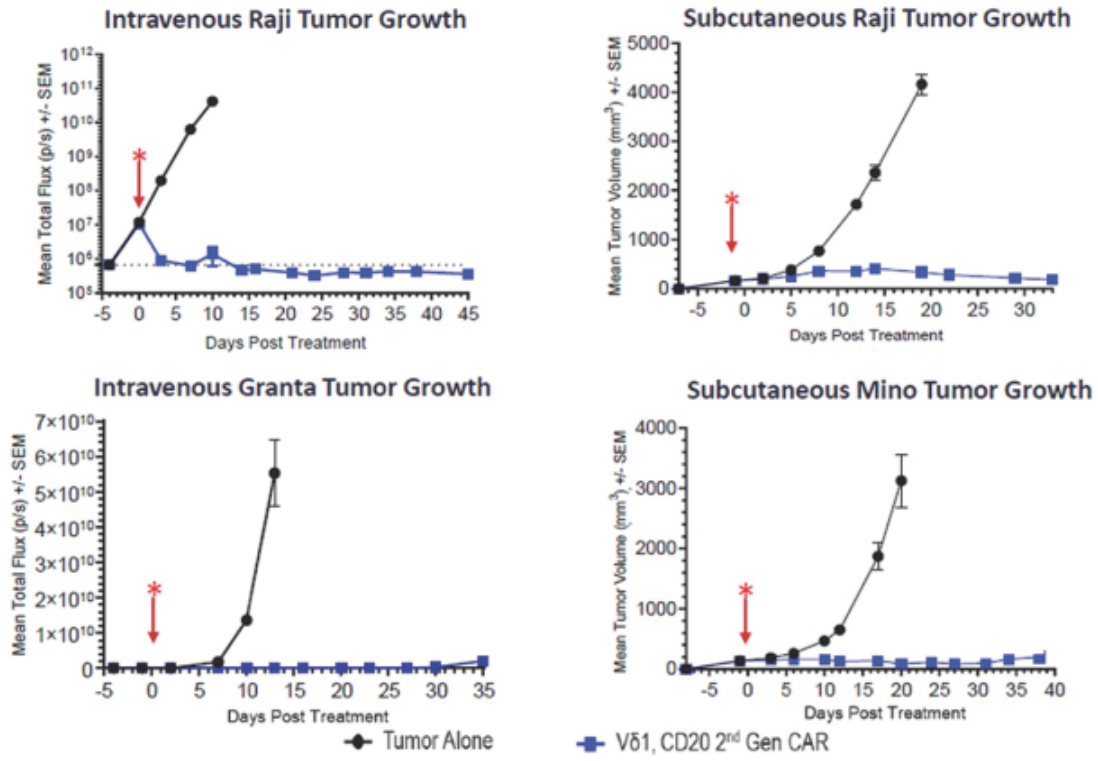 Intravenous Raji Tumor Growth
Mean Total Flux (p/s) +/- SEM
10¹²
10¹¹
10¹⁰
10⁹
10⁸
10⁷
10⁶
10⁵
*
-5 0 5 10 15 20 25 30 35 40 45
Days Post Treatment
Subcutaneous Raji Tumor Growth
Mean Tumor Volume (mm³) +/- SEM
5000
4000
3000
2000
1000
0
*
-5 0 5 10 15 20 25 30
Days Post Treatment
Intravenous Granta Tumor Growth
Mean Total Flux (p/s) +/- SEM
7×10¹⁰
6×10¹⁰
5×10¹⁰
4×10¹⁰
3×10¹⁰
2×10¹⁰
1×10¹⁰
0
*
-5 0 5 10 15 20 25 30 35
Days Post Treatment
Subcutaneous Mino Tumor Growth
Mean Tumor Volume (mm³) +/- SEM
4000
3000
2000
1000
0
*
-5 0 5 10 15 20 25 30 35 40
Days Post Treatment
Tumor Alone
Vδ1, CD20 2ⁿᵈ Gen CAR